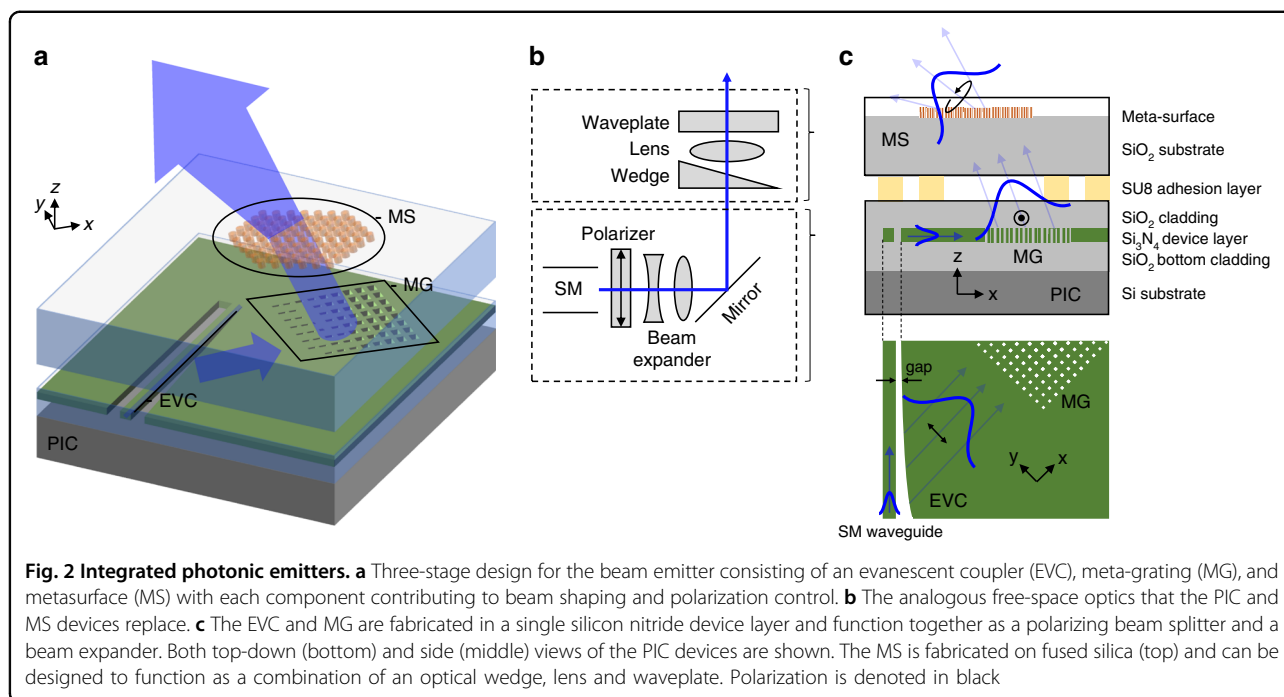 a
MS
MG
EVC
PIC
z
y
x
b
Waveplate
Lens
Wedge
Polarizer
SM
Mirror
Beam
expander
c
MS
Meta-surface
SiO2 substrate
SU8 adhesion layer
SiO2 cladding
Si3N4 device layer
SiO2 bottom cladding
Si substrate
MG
z
x
PIC
gap
MG
y
x
EVC
SM waveguide
Fig. 2 Integrated photonic emitters. a Three-stage design for the beam emitter consisting of an evanescent coupler (EVC), meta-grating (MG), and
metasurface (MS) with each component contributing to beam shaping and polarization control. b The analogous free-space optics that the PIC and
MS devices replace. c The EVC and MG are fabricated in a single silicon nitride device layer and function together as a polarizing beam splitter and a
beam expander. Both top-down (bottom) and side (middle) views of the PIC devices are shown. The MS is fabricated on fused silica (top) and can be
designed to function as a combination of an optical wedge, lens and waveplate. Polarization is denoted in black